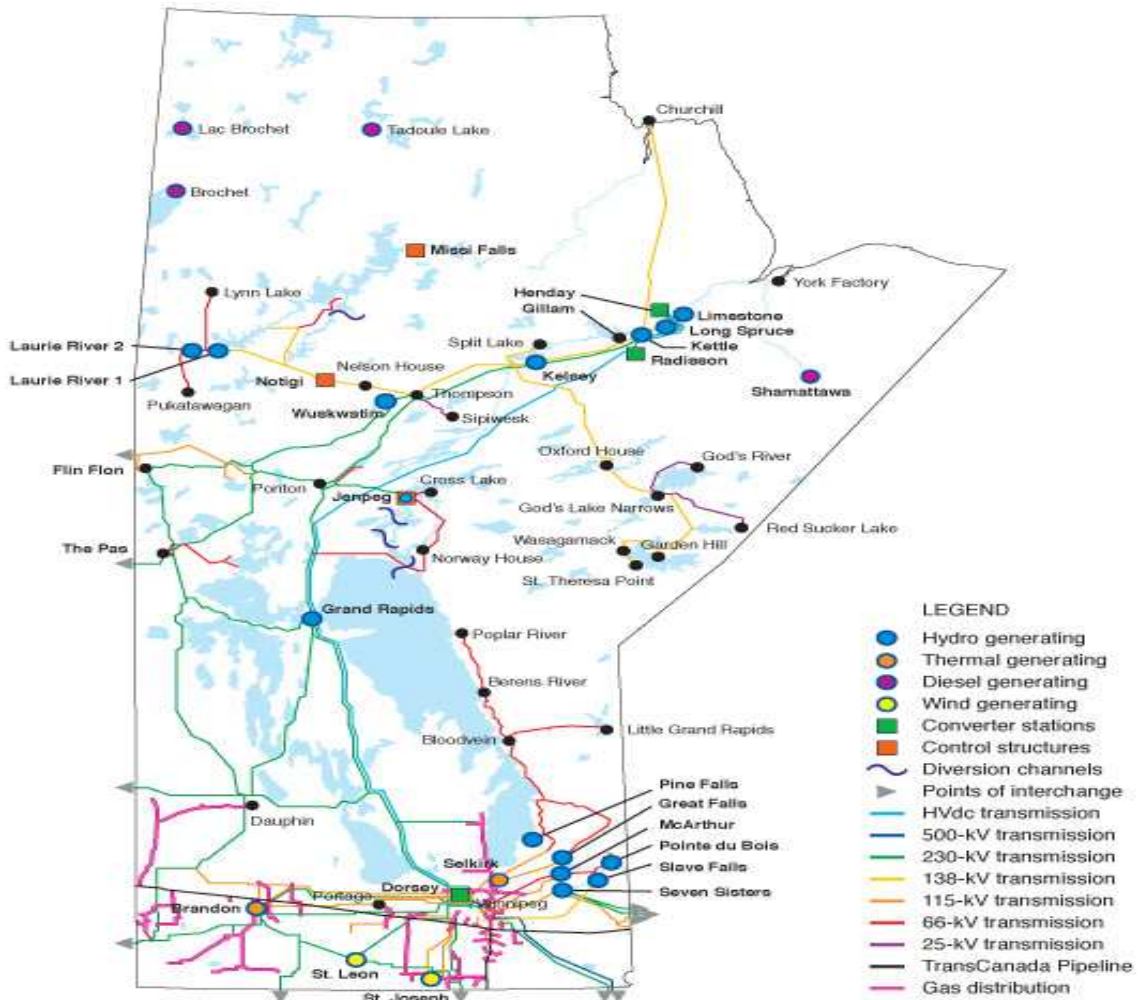 Churchill
Lac Brochet
Tadoule Lake
Brochet
Missi Falls
York Factory
Lynn Lake
Henday
Gillam
Limestone
Long Spruce
Kettle
Radisson
Split Lake
Laurie River 2
Laurie River 1
Nelson House
Notigi
Kelsey
Shamattawa
Pukatawagan
Thompson
Wuskwatim
Sipiwesk
Oxford House
God's River
Flin Flon
Ponton
Cross Lake
Jenpeg
God's Lake Narrows
Red Sucker Lake
The Pas
Wasagamack
Garden Hill
Norway House
St. Theresa Point
Grand Rapids
Poplar River
Berens River
Bloodvein
Little Grand Rapids
Pine Falls
Great Falls
McArthur
Pointe du Bois
Slave Falls
Seven Sisters
Dauphin
Selkirk
Dorsey
Portage
Winnipeg
Brandon
St. Leon
St. Joseph
LEGEND
Hydro generating
Thermal generating
Diesel generating
Wind generating
Converter stations
Control structures
Diversion channels
Points of interchange
HVdc transmission
500-kV transmission
230-kV transmission
138-kV transmission
115-kV transmission
66-kV transmission
25-kV transmission
TransCanada Pipeline
Gas distribution